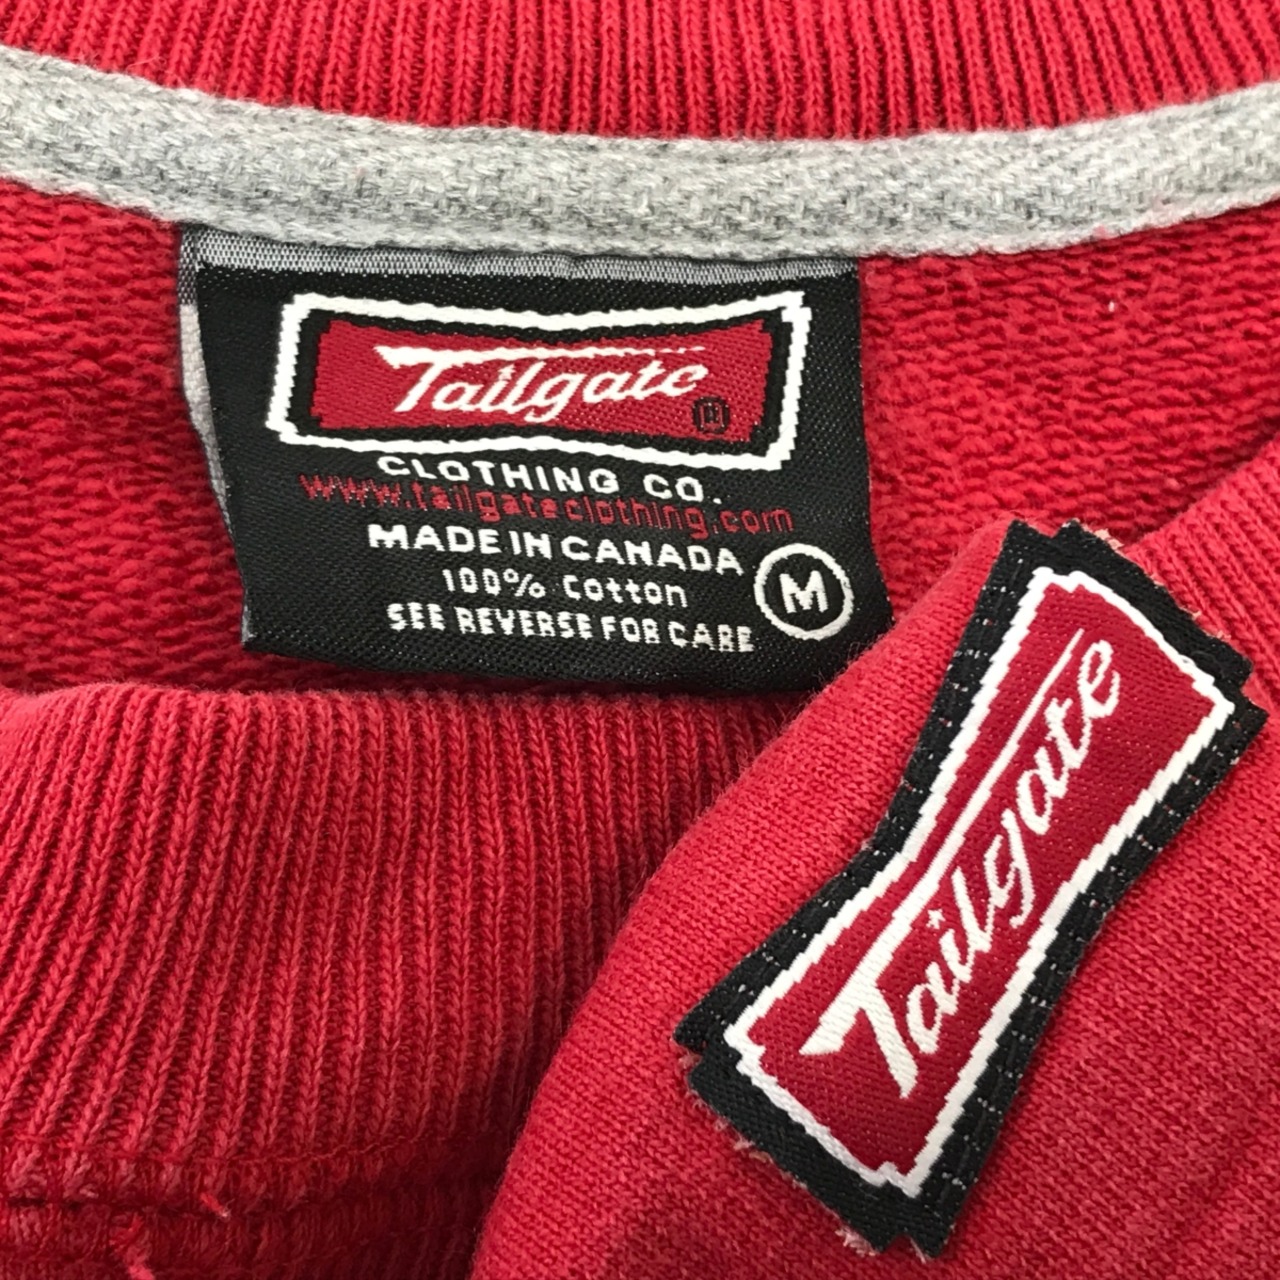 Tailgate
®
CLOTHING CO.
www.tailgateclothing.com
MADE IN CANADA
100% Cotton
SEE REVERSE FOR CARE
M
Tailgate